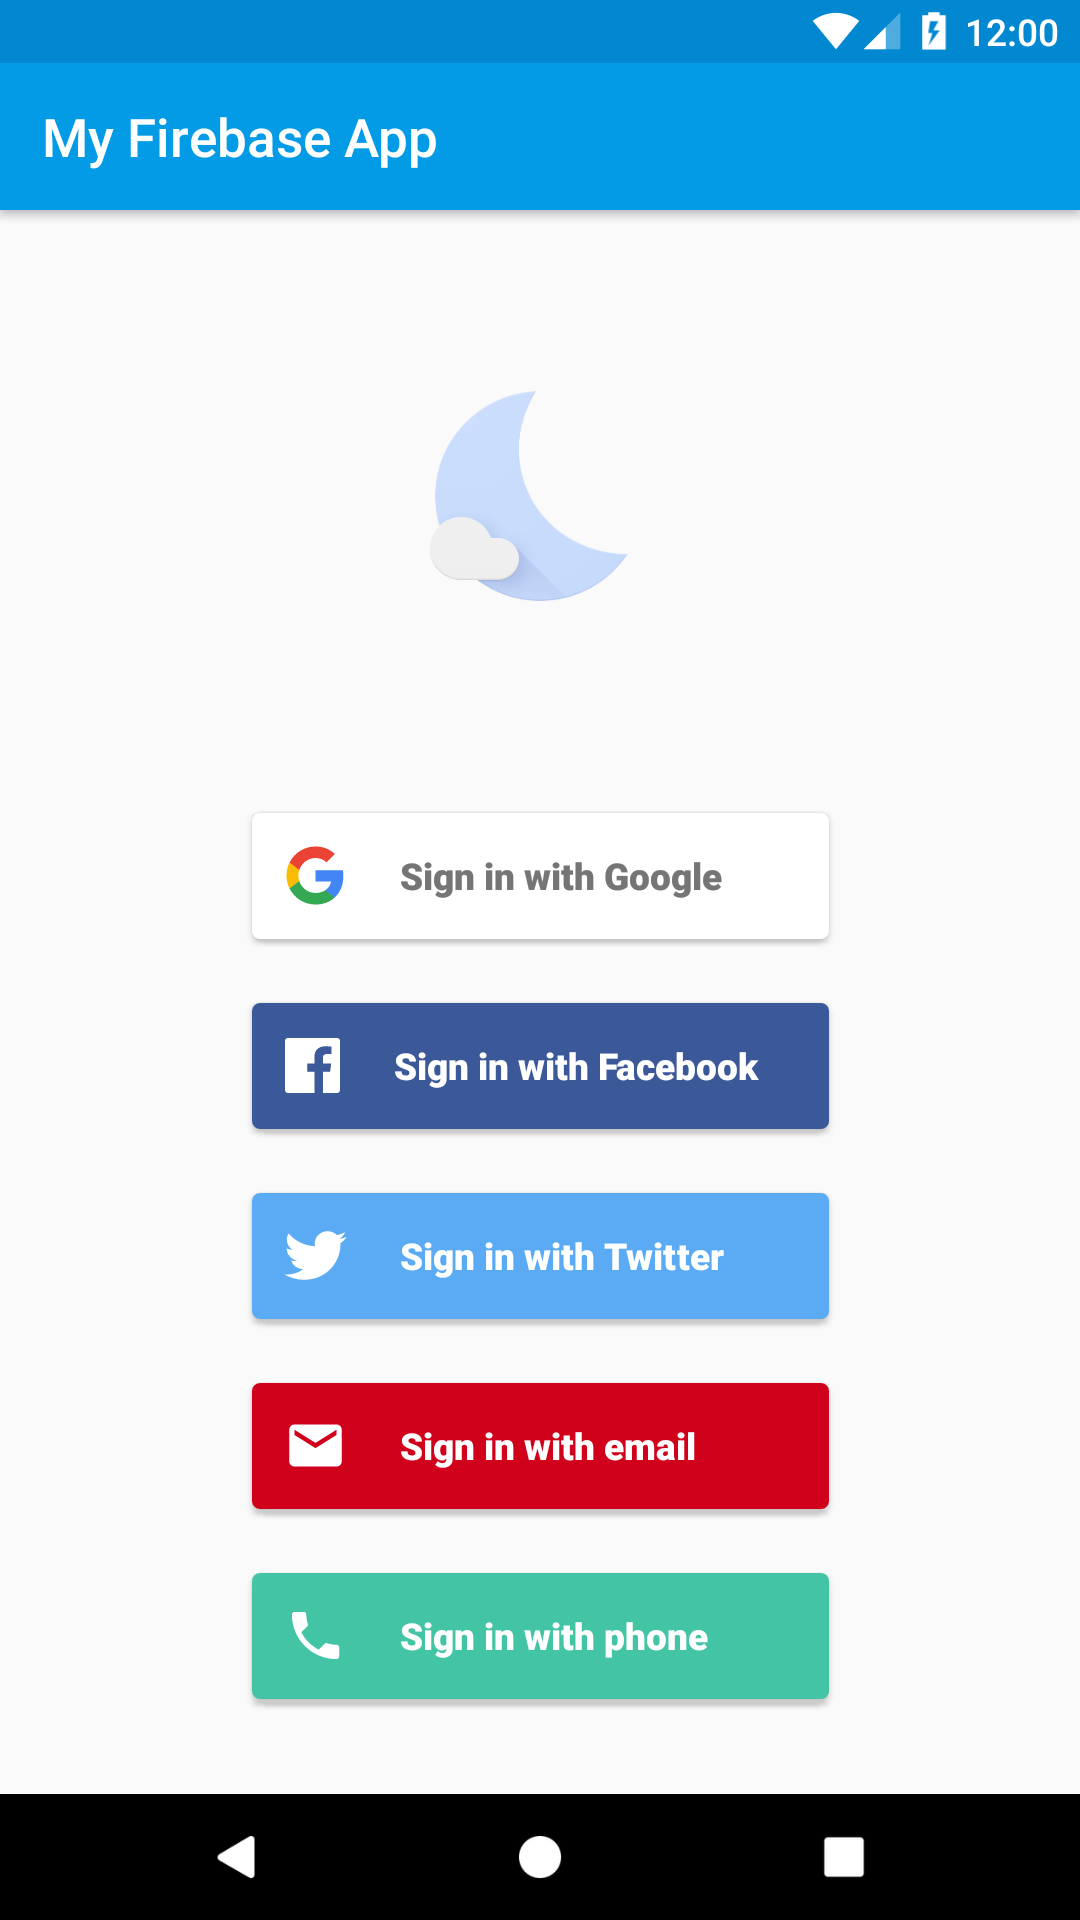 12:00
My Firebase App
Sign in with Google
Sign in with Facebook
Sign in with Twitter
Sign in with email
Sign in with phone